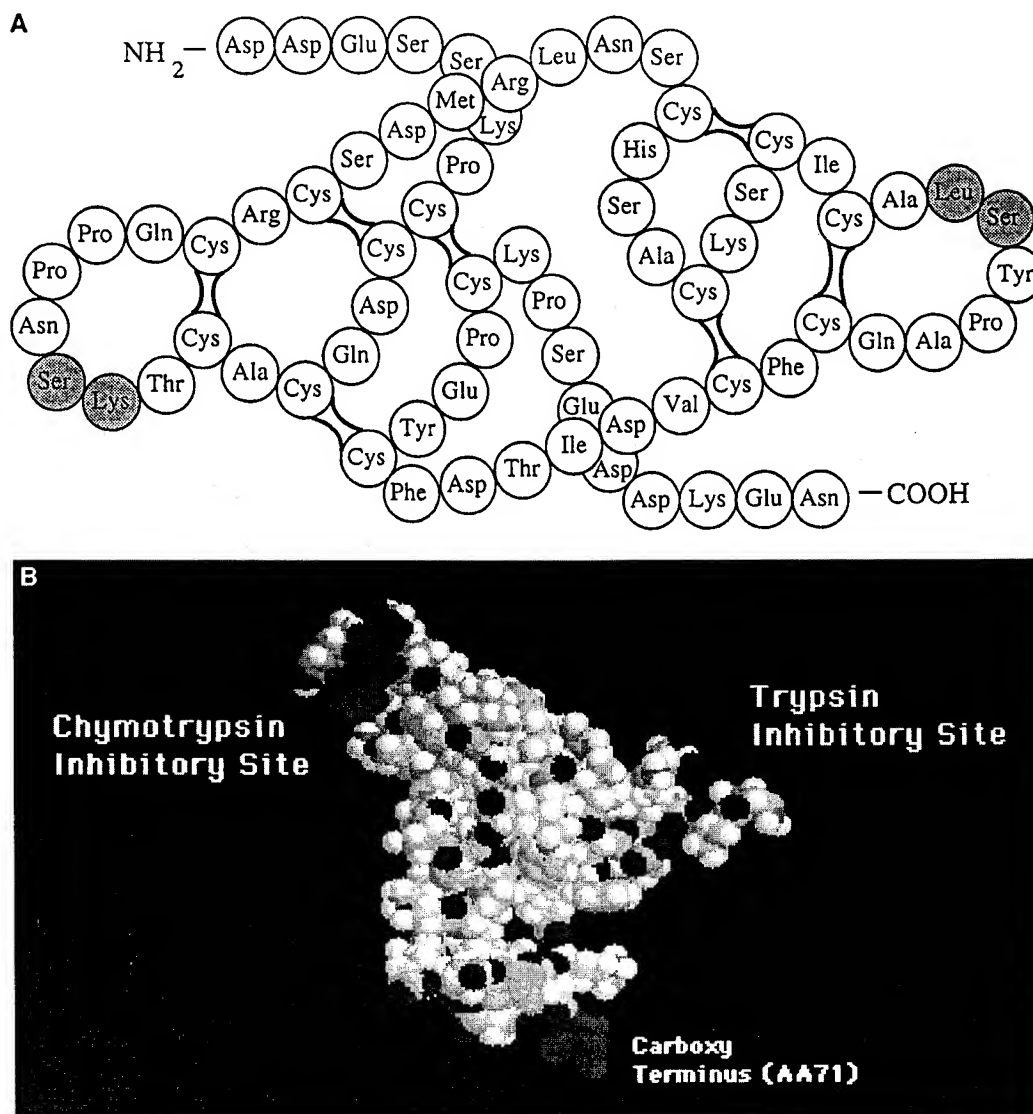 A
NH2 – Asp Asp Glu Ser Ser Lys Pro Cys Cys Asp Gln Cys Ala Cys Thr Lys Ser Asn Pro Pro Gln Cys Arg Cys Ser Asp Met Arg Leu Asn Ser Cys His Ser Ala Cys Lys Ser Cys Ile Cys Ala Leu Ser Tyr Pro Ala Gln Cys Phe Cys Val Asp Ile Thr Asp Phe Cys Tyr Glu Pro Cys Lys Pro Ser Glu Asp Asp Lys Glu Asn –COOH
B
Chymotrypsin
Inhibitory Site
Trypsin
Inhibitory Site
Carboxy
Terminus (AA71)